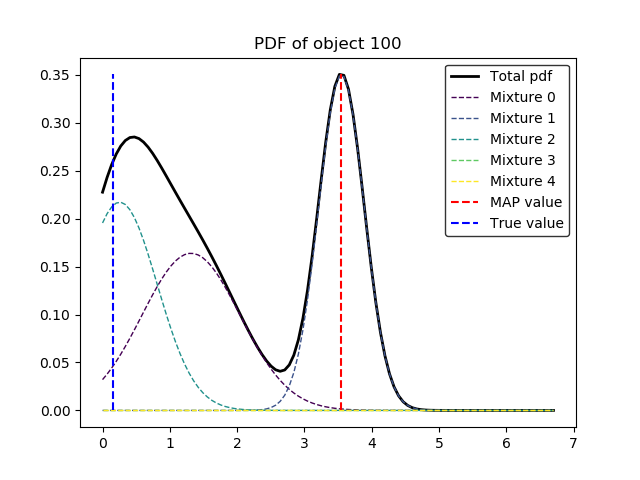 PDF of object 100
0.35
0.30
0.25
0.20
0.15
0.10
0.05
0.00
Total pdf
Mixture 0
Mixture 1
Mixture 2
Mixture 3
Mixture 4
MAP value
True value
0 1 2 3 4 5 6 7